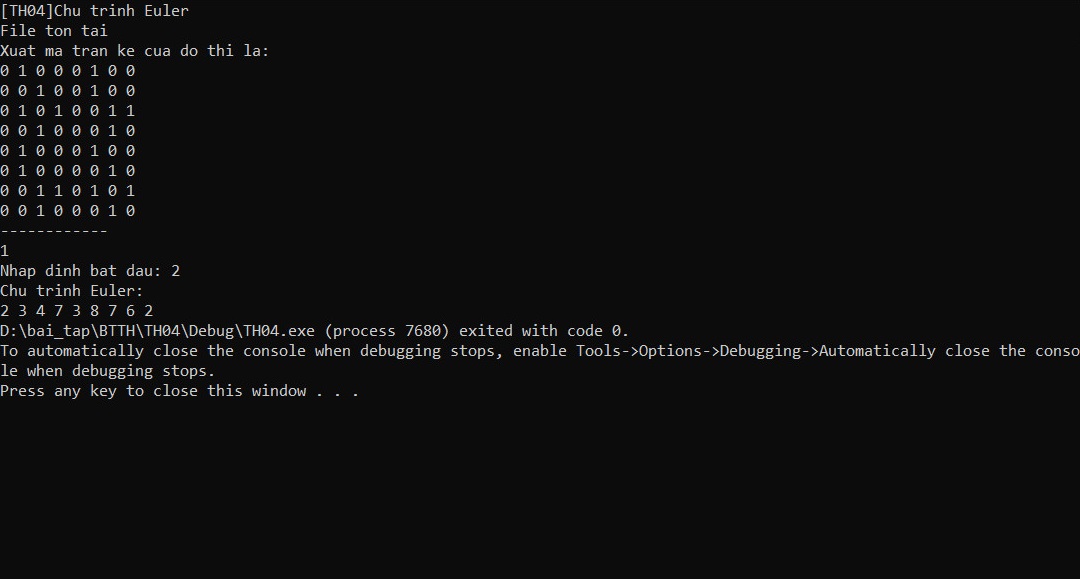 [TH04]Chu trinh Euler
File ton tai
Xuat ma tran ke cua do thi la:
0 1 0 0 0 1 0 0
0 0 1 0 0 1 0 0
0 1 0 1 0 0 1 1
0 0 1 0 0 0 1 0
0 1 0 0 0 1 0 0
0 1 0 0 0 0 1 0
0 0 1 1 0 1 0 1
0 0 1 0 0 0 1 0
------------
1
Nhap dinh bat dau: 2
Chu trinh Euler:
2 3 4 7 3 8 7 6 2
D:\bai_tap\BTTH\TH04\Debug\TH04.exe (process 7680) exited with code 0.
To automatically close the console when debugging stops, enable Tools->Options->Debugging->Automatically close the conso
le when debugging stops.
Press any key to close this window . . .